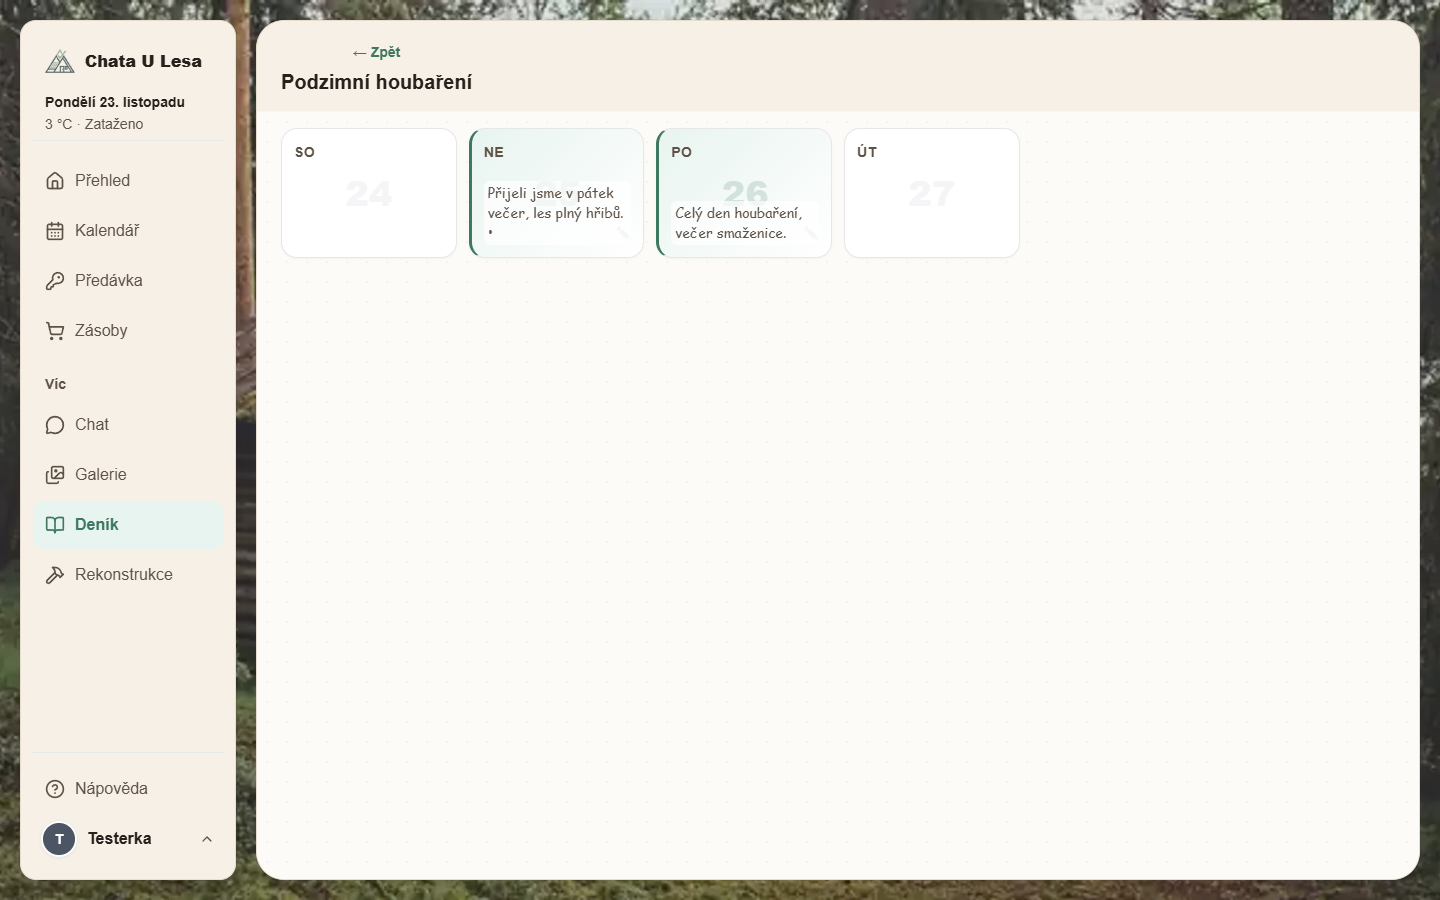 Chata U Lesa
Pondělí 23. listopadu
3 °C · Zataženo
Přehled
Kalendář
Předávka
Zásoby
Víc
Chat
Galerie
Deník
Rekonstrukce
Nápověda
T Testerka
← Zpět
Podzimní houbaření
SO
24
NE
Přijeli jsme v pátek
večer, les plný hřibů.
•
PO
26
Celý den houbaření,
večer smaženice.
ÚT
27